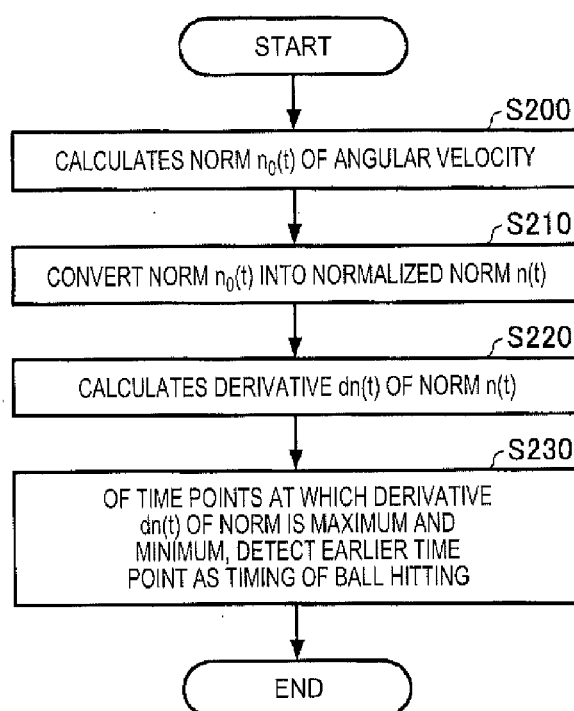 START
S200
CALCULATES NORM n₀(t) OF ANGULAR VELOCITY
S210
CONVERT NORM n₀(t) INTO NORMALIZED NORM n(t)
S220
CALCULATES DERIVATIVE dn(t) OF NORM n(t)
S230
OF TIME POINTS AT WHICH DERIVATIVE
dn(t) OF NORM IS MAXIMUM AND
MINIMUM, DETECT EARLIER TIME
POINT AS TIMING OF BALL HITTING
END